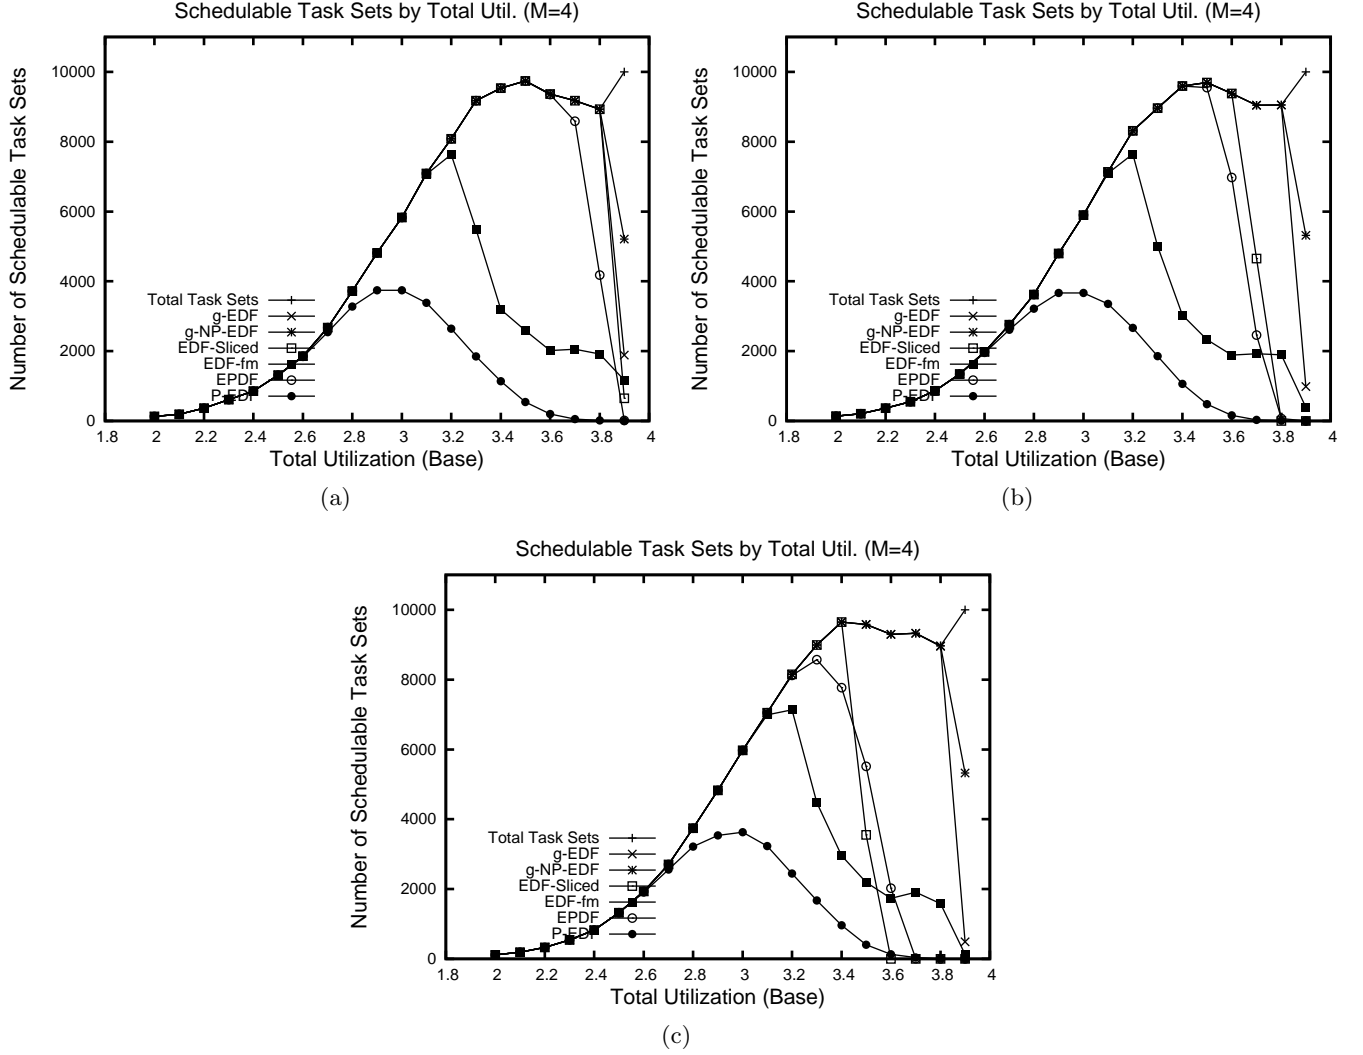 Schedulable Task Sets by Total Util. (M=4)
Number of Schedulable Task Sets
10000
8000
6000
4000
2000
0
Total Task Sets
g-EDF
g-NP-EDF
EDF-Sliced
EDF-fm
EPDF
P-EDF
1.8 2 2.2 2.4 2.6 2.8 3 3.2 3.4 3.6 3.8 4
Total Utilization (Base)
(a)
Schedulable Task Sets by Total Util. (M=4)
Number of Schedulable Task Sets
10000
8000
6000
4000
2000
0
Total Task Sets
g-EDF
g-NP-EDF
EDF-Sliced
EDF-fm
EPDF
P-EDF
1.8 2 2.2 2.4 2.6 2.8 3 3.2 3.4 3.6 3.8 4
Total Utilization (Base)
(b)
Schedulable Task Sets by Total Util. (M=4)
Number of Schedulable Task Sets
10000
8000
6000
4000
2000
0
Total Task Sets
g-EDF
g-NP-EDF
EDF-Sliced
EDF-fm
EPDF
P-EDF
1.8 2 2.2 2.4 2.6 2.8 3 3.2 3.4 3.6 3.8 4
Total Utilization (Base)
(c)